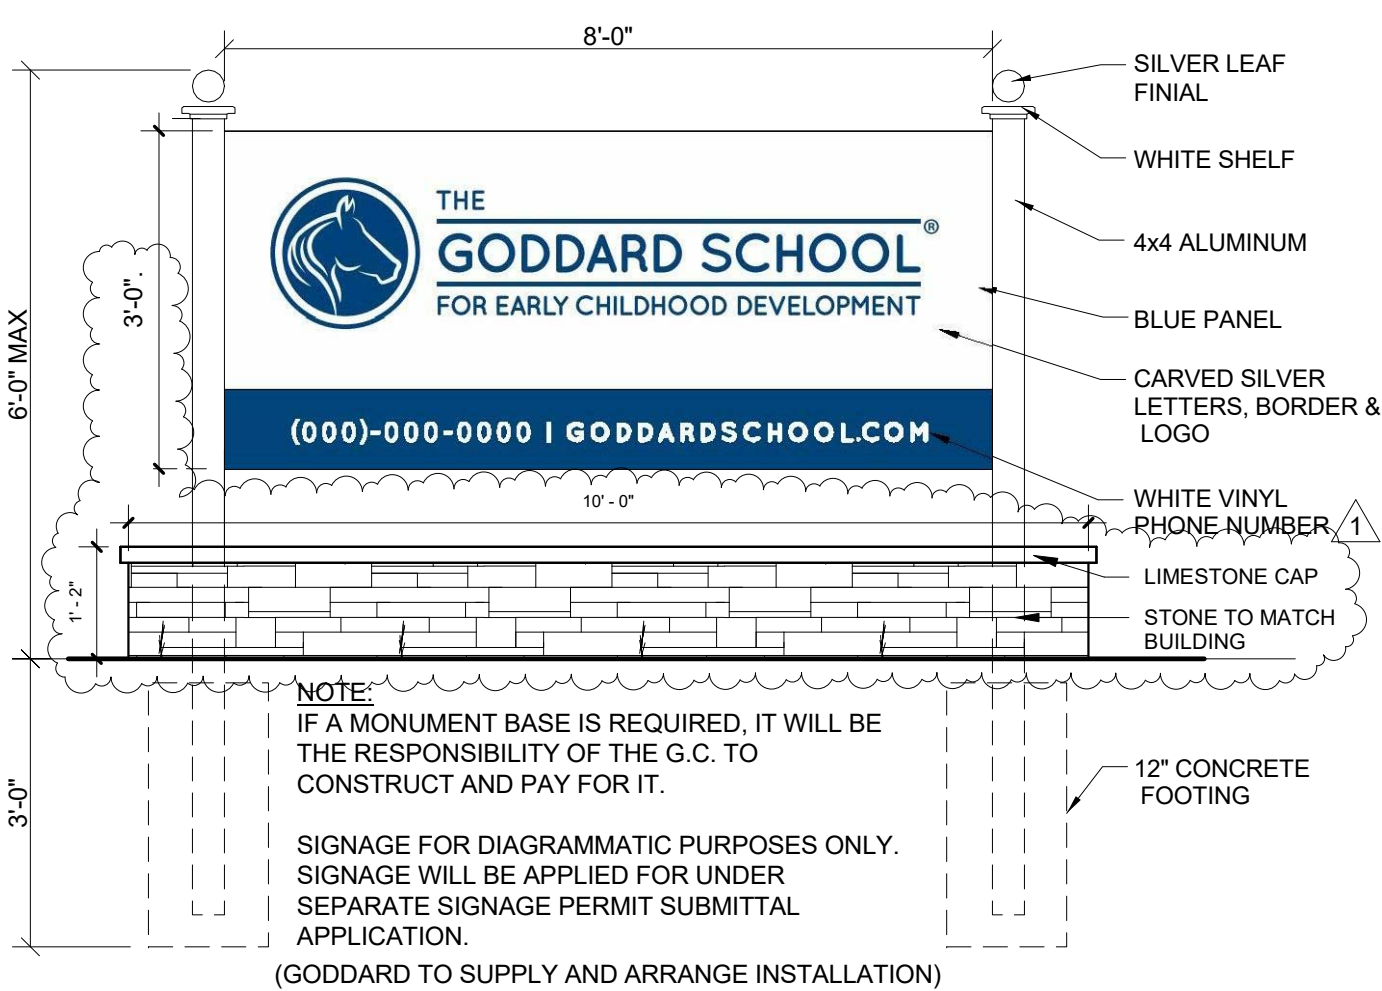 8'-0"
SILVER LEAF
FINIAL
WHITE SHELF
4x4 ALUMINUM
BLUE PANEL
CARVED SILVER
LETTERS, BORDER &
LOGO
WHITE VINYL
PHONE NUMBER
1
LIMESTONE CAP
STONE TO MATCH
BUILDING
12" CONCRETE
FOOTING
6'-0" MAX
3'-0".
THE
GODDARD SCHOOL®
FOR EARLY CHILDHOOD DEVELOPMENT
(000)-000-0000 | GODDARDSCHOOL.COM
10' - 0"
1' - 2"
3'-0"
NOTE:
IF A MONUMENT BASE IS REQUIRED, IT WILL BE
THE RESPONSIBILITY OF THE G.C. TO
CONSTRUCT AND PAY FOR IT.
SIGNAGE FOR DIAGRAMMATIC PURPOSES ONLY.
SIGNAGE WILL BE APPLIED FOR UNDER
SEPARATE SIGNAGE PERMIT SUBMITTAL
APPLICATION.
(GODDARD TO SUPPLY AND ARRANGE INSTALLATION)